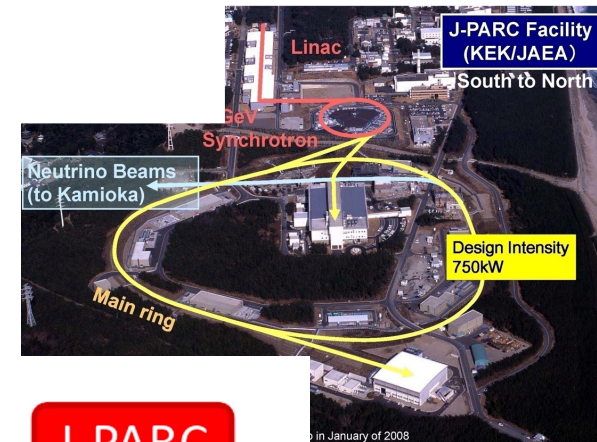 J-PARC Facility
(KEK/JAEA)
South to North
Linac
GeV
Synchrotron
Neutrino Beams
(to Kamioka)
Design Intensity
750kW
Main ring
J-PARC
in January of 2008